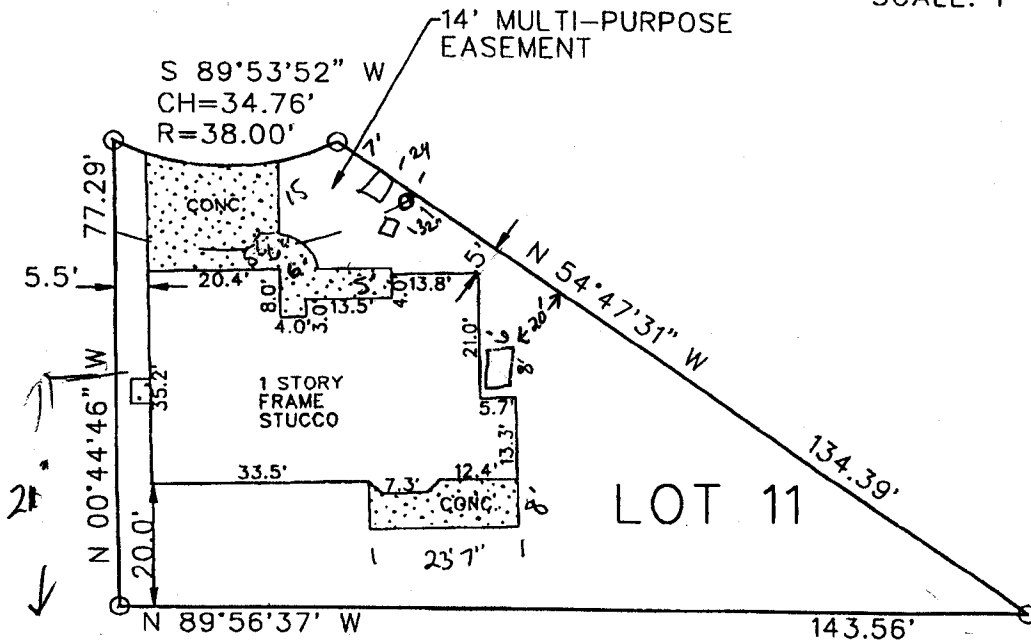 SCALE: 1
14' MULTI-PURPOSE
EASEMENT
S 89°53'52" W
CH=34.76'
R=38.00'
7'
24
32"
77.29'
CONC
15
5.5'
20.4'
8.0'
6'
5'
4.0'
3.0'
13.5'
4.0'
13.8'
5'
N 54°47'31" W
134.39'
20'
21.0'
6'
8'
5.7'
13.3'
35.2'
1 STORY
FRAME
STUCCO
N 00°44'46" W
33.5'
7.3'
12.4'
CONC.
8'
23'7"
20.0'
LOT 11
N 89°56'37" W
143.56'